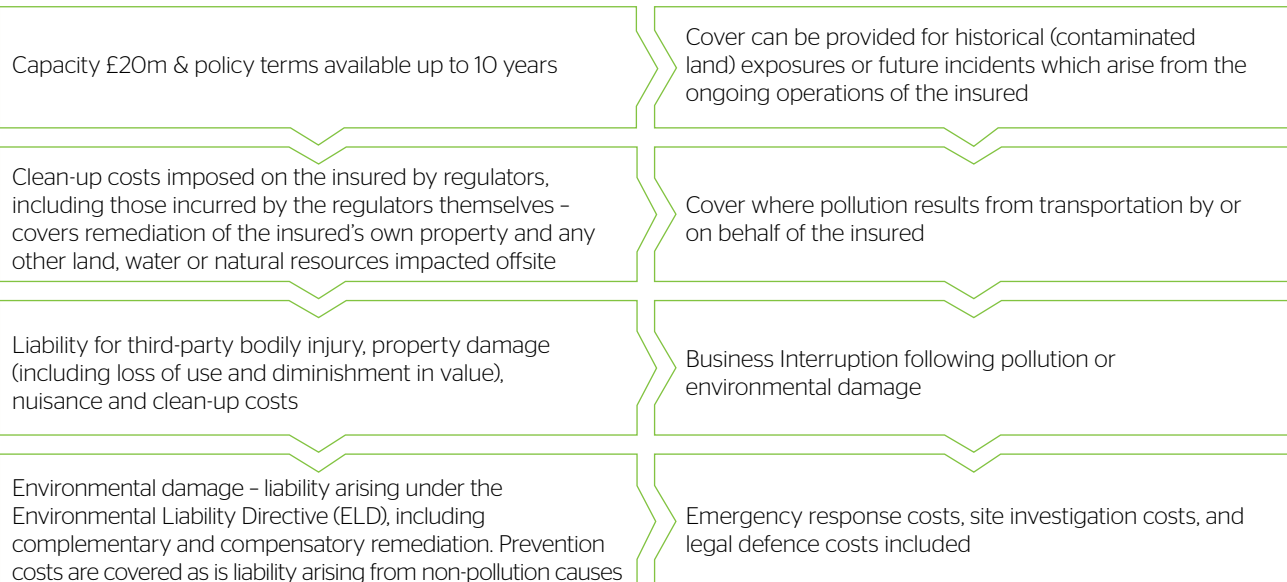 Capacity £20m & policy terms available up to 10 years
Cover can be provided for historical (contaminated
land) exposures or future incidents which arise from the
ongoing operations of the insured
Clean-up costs imposed on the insured by regulators,
including those incurred by the regulators themselves –
covers remediation of the insured's own property and any
other land, water or natural resources impacted offsite
Cover where pollution results from transportation by or
on behalf of the insured
Liability for third-party bodily injury, property damage
(including loss of use and diminishment in value),
nuisance and clean-up costs
Business Interruption following pollution or
environmental damage
Environmental damage – liability arising under the
Environmental Liability Directive (ELD), including
complementary and compensatory remediation. Prevention
costs are covered as is liability arising from non-pollution causes
Emergency response costs, site investigation costs, and
legal defence costs included